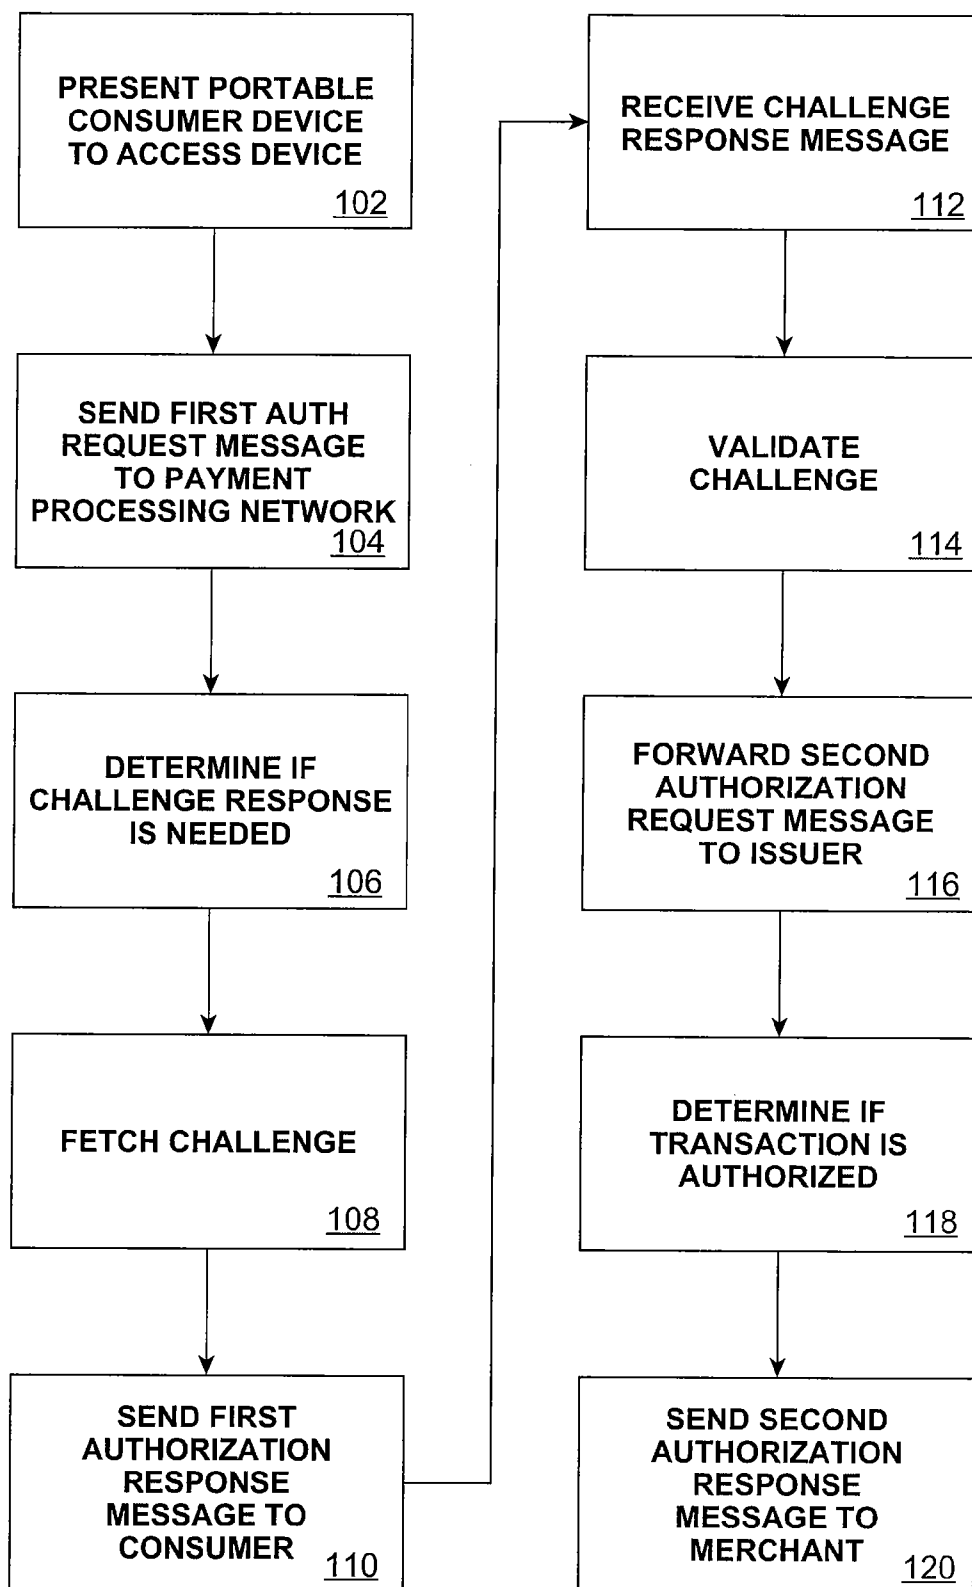 PRESENT PORTABLE
CONSUMER DEVICE
TO ACCESS DEVICE
102
SEND FIRST AUTH
REQUEST MESSAGE
TO PAYMENT
PROCESSING NETWORK
104
DETERMINE IF
CHALLENGE RESPONSE
IS NEEDED
106
FETCH CHALLENGE
108
SEND FIRST
AUTHORIZATION
RESPONSE
MESSAGE TO
CONSUMER
110
RECEIVE CHALLENGE
RESPONSE MESSAGE
112
VALIDATE
CHALLENGE
114
FORWARD SECOND
AUTHORIZATION
REQUEST MESSAGE
TO ISSUER
116
DETERMINE IF
TRANSACTION IS
AUTHORIZED
118
SEND SECOND
AUTHORIZATION
RESPONSE
MESSAGE TO
MERCHANT
120